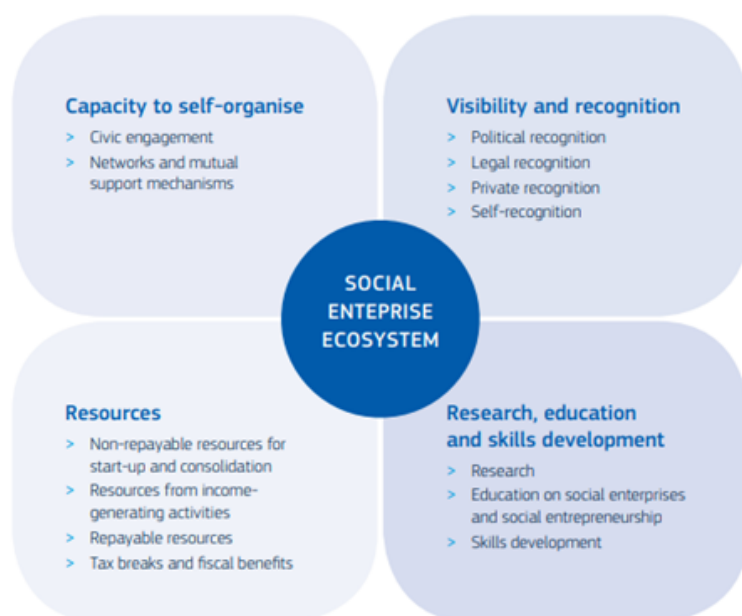 Capacity to self-organise
> Civic engagement
> Networks and mutual
support mechanisms
Visibility and recognition
> Political recognition
> Legal recognition
> Private recognition
> Self-recognition
SOCIAL
ENTEPRISE
ECOSYSTEM
Resources
> Non-repayable resources for
start-up and consolidation
> Resources from income-
generating activities
> Repayable resources
> Tax breaks and fiscal benefits
Research, education
and skills development
> Research
> Education on social enterprises
and social entrepreneurship
> Skills development